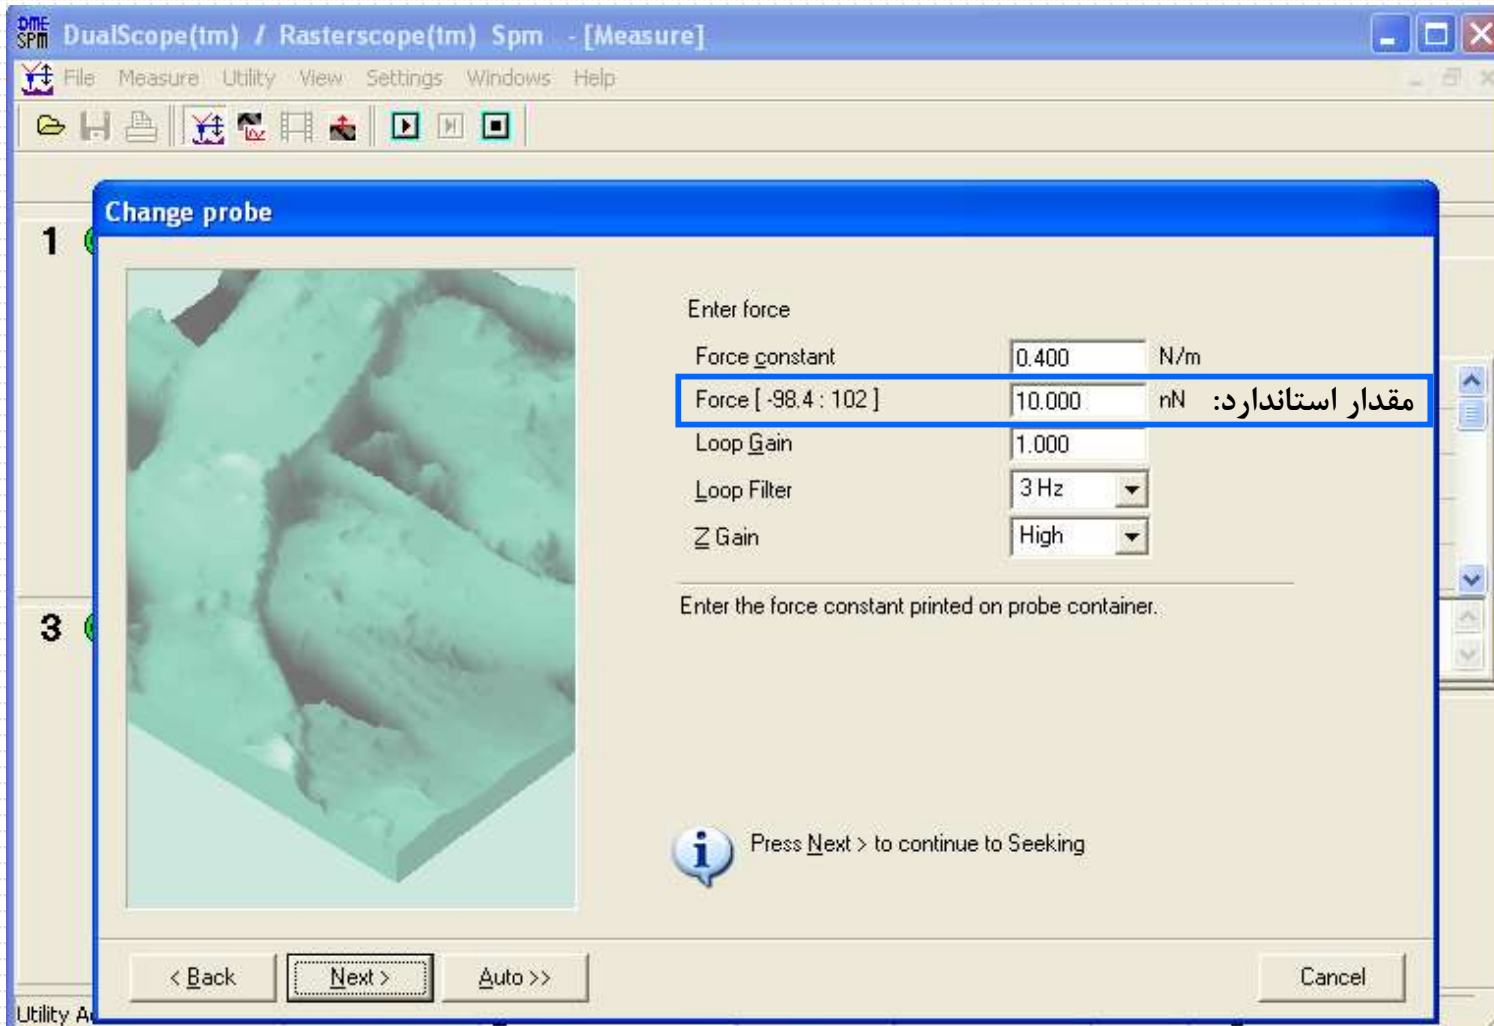 DME
SPM DualScope(tm) / Rasterscope(tm) Spm - [Measure]
File Measure Utility View Settings Windows Help
Change probe
1
Enter force
Force constant 0.400 N/m
Force [ -98.4 : 102 ] 10.000 nN مقدار استاندارد:
Loop Gain 1.000
Loop Filter 3 Hz
Z Gain High
Enter the force constant printed on probe container.
3
Press Next > to continue to Seeking
< Back Next > Auto >> Cancel
Utility